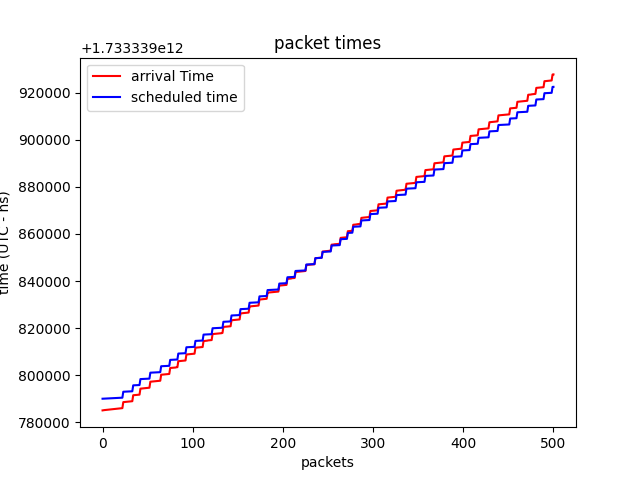 packet times
+1.733339e12
arrival Time
scheduled time
920000
900000
880000
860000
840000
820000
800000
780000
time (UTC - ns)
0 100 200 300 400 500
packets